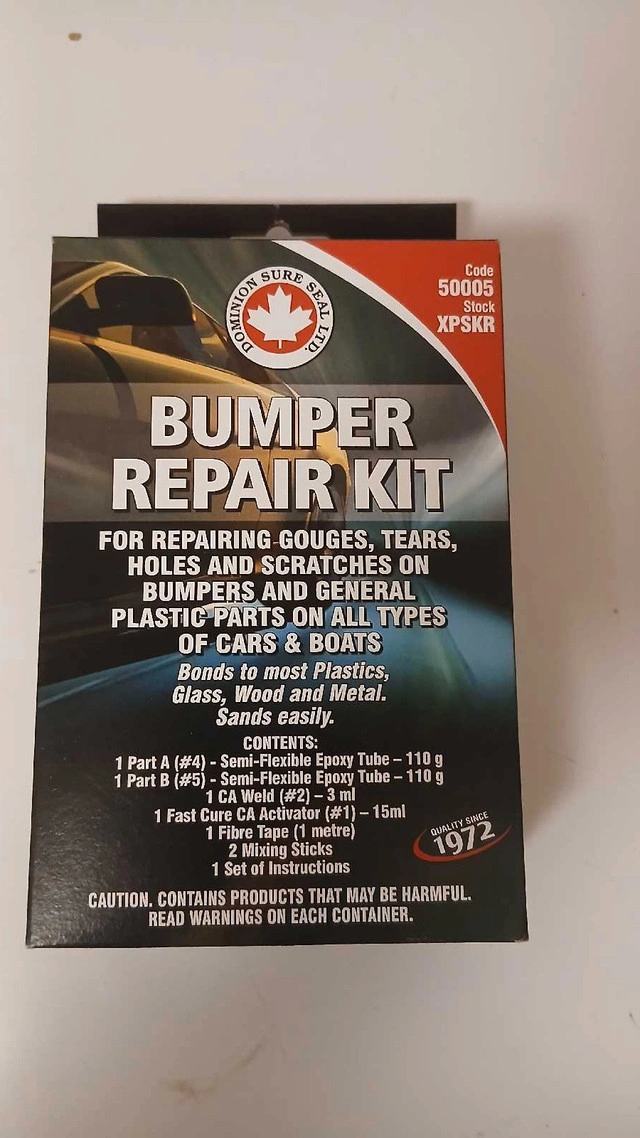 DOMINION SURE SEAL LTD.
Code
50005
Stock
XPSKR
BUMPER
REPAIR KIT
FOR REPAIRING GOUGES, TEARS,
HOLES AND SCRATCHES ON
BUMPERS AND GENERAL
PLASTIC PARTS ON ALL TYPES
OF CARS & BOATS
Bonds to most Plastics,
Glass, Wood and Metal.
Sands easily.
CONTENTS:
1 Part A (#4) - Semi-Flexible Epoxy Tube – 110 g
1 Part B (#5) - Semi-Flexible Epoxy Tube – 110 g
1 CA Weld (#2) – 3 ml
1 Fast Cure CA Activator (#1) – 15ml
1 Fibre Tape (1 metre)
2 Mixing Sticks
1 Set of Instructions
QUALITY SINCE
1972
CAUTION. CONTAINS PRODUCTS THAT MAY BE HARMFUL.
READ WARNINGS ON EACH CONTAINER.